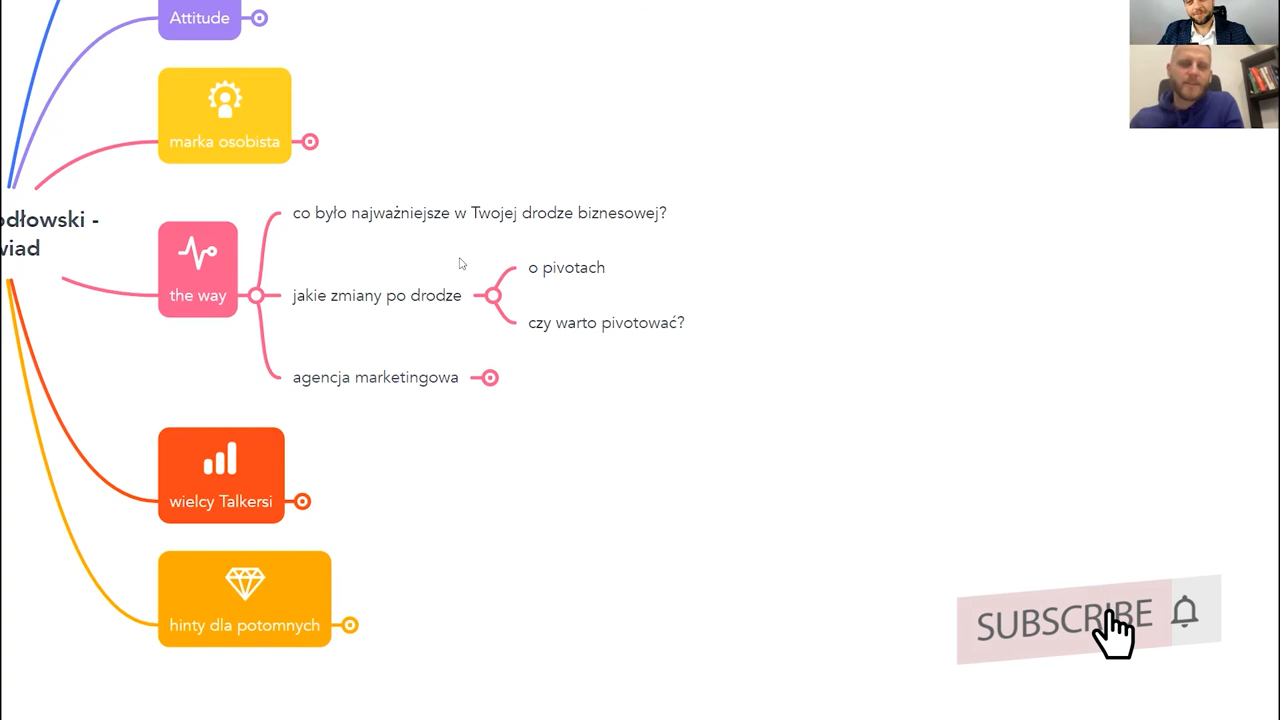 Attitude
marka osobista
co było najważniejsze w Twojej drodze biznesowej?
odłowski -
wiad
o pivotach
the way
jakie zmiany po drodze
czy warto pivotować?
agencja marketingowa
wielcy Talkersi
hinty dla potomnych
SUBSCRIBE